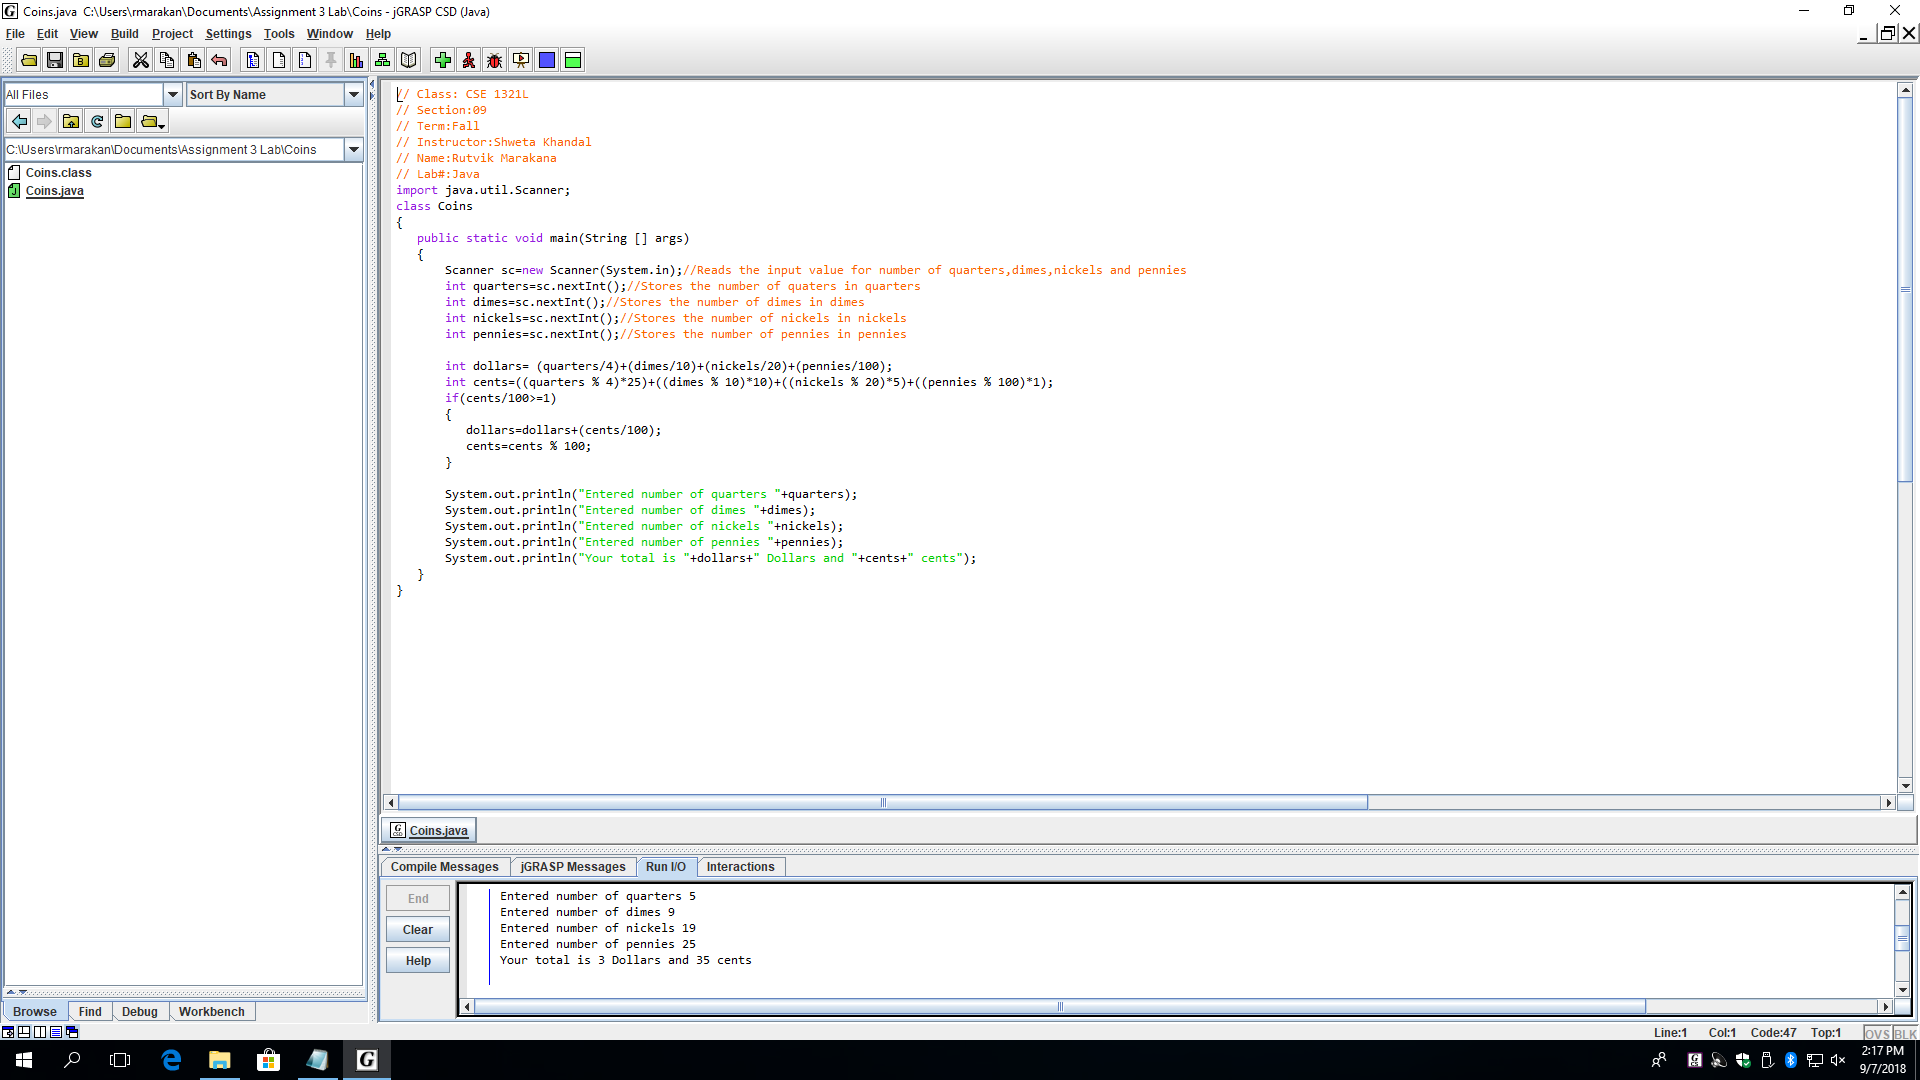 Coins.java  C:\Users\rmarakan\Documents\Assignment 3 Lab\Coins - jGRASP CSD (Java)
File Edit View Build Project Settings Tools Window Help
All Files
Sort By Name
C:\Users\rmarakan\Documents\Assignment 3 Lab\Coins
Coins.class
Coins.java
// Class: CSE 1321L
// Section:09
// Term:Fall
// Instructor:Shweta Khandal
// Name:Rutvik Marakana
// Lab#:Java
import java.util.Scanner;
class Coins
{
   public static void main(String [] args)
   {
       Scanner sc=new Scanner(System.in);//Reads the input value for number of quarters,dimes,nickels and pennies
       int quarters=sc.nextInt();//Stores the number of quaters in quarters
       int dimes=sc.nextInt();//Stores the number of dimes in dimes
       int nickels=sc.nextInt();//Stores the number of nickels in nickels
       int pennies=sc.nextInt();//Stores the number of pennies in pennies
       int dollars= (quarters/4)+(dimes/10)+(nickels/20)+(pennies/100);
       int cents=((quarters % 4)*25)+((dimes % 10)*10)+((nickels % 20)*5)+((pennies % 100)*1);
       if(cents/100>=1)
       {
          dollars=dollars+(cents/100);
          cents=cents % 100;
       }
       System.out.println("Entered number of quarters "+quarters);
       System.out.println("Entered number of dimes "+dimes);
       System.out.println("Entered number of nickels "+nickels);
       System.out.println("Entered number of pennies "+pennies);
       System.out.println("Your total is "+dollars+" Dollars and "+cents+" cents");
   }
}
Coins.java
Compile Messages jGRASP Messages Run I/O Interactions
End
Clear
Help
Entered number of quarters 5
Entered number of dimes 9
Entered number of nickels 19
Entered number of pennies 25
Your total is 3 Dollars and 35 cents
Browse Find Debug Workbench
Line:1 Col:1 Code:47 Top:1 OVS BLK
2:17 PM
9/7/2018